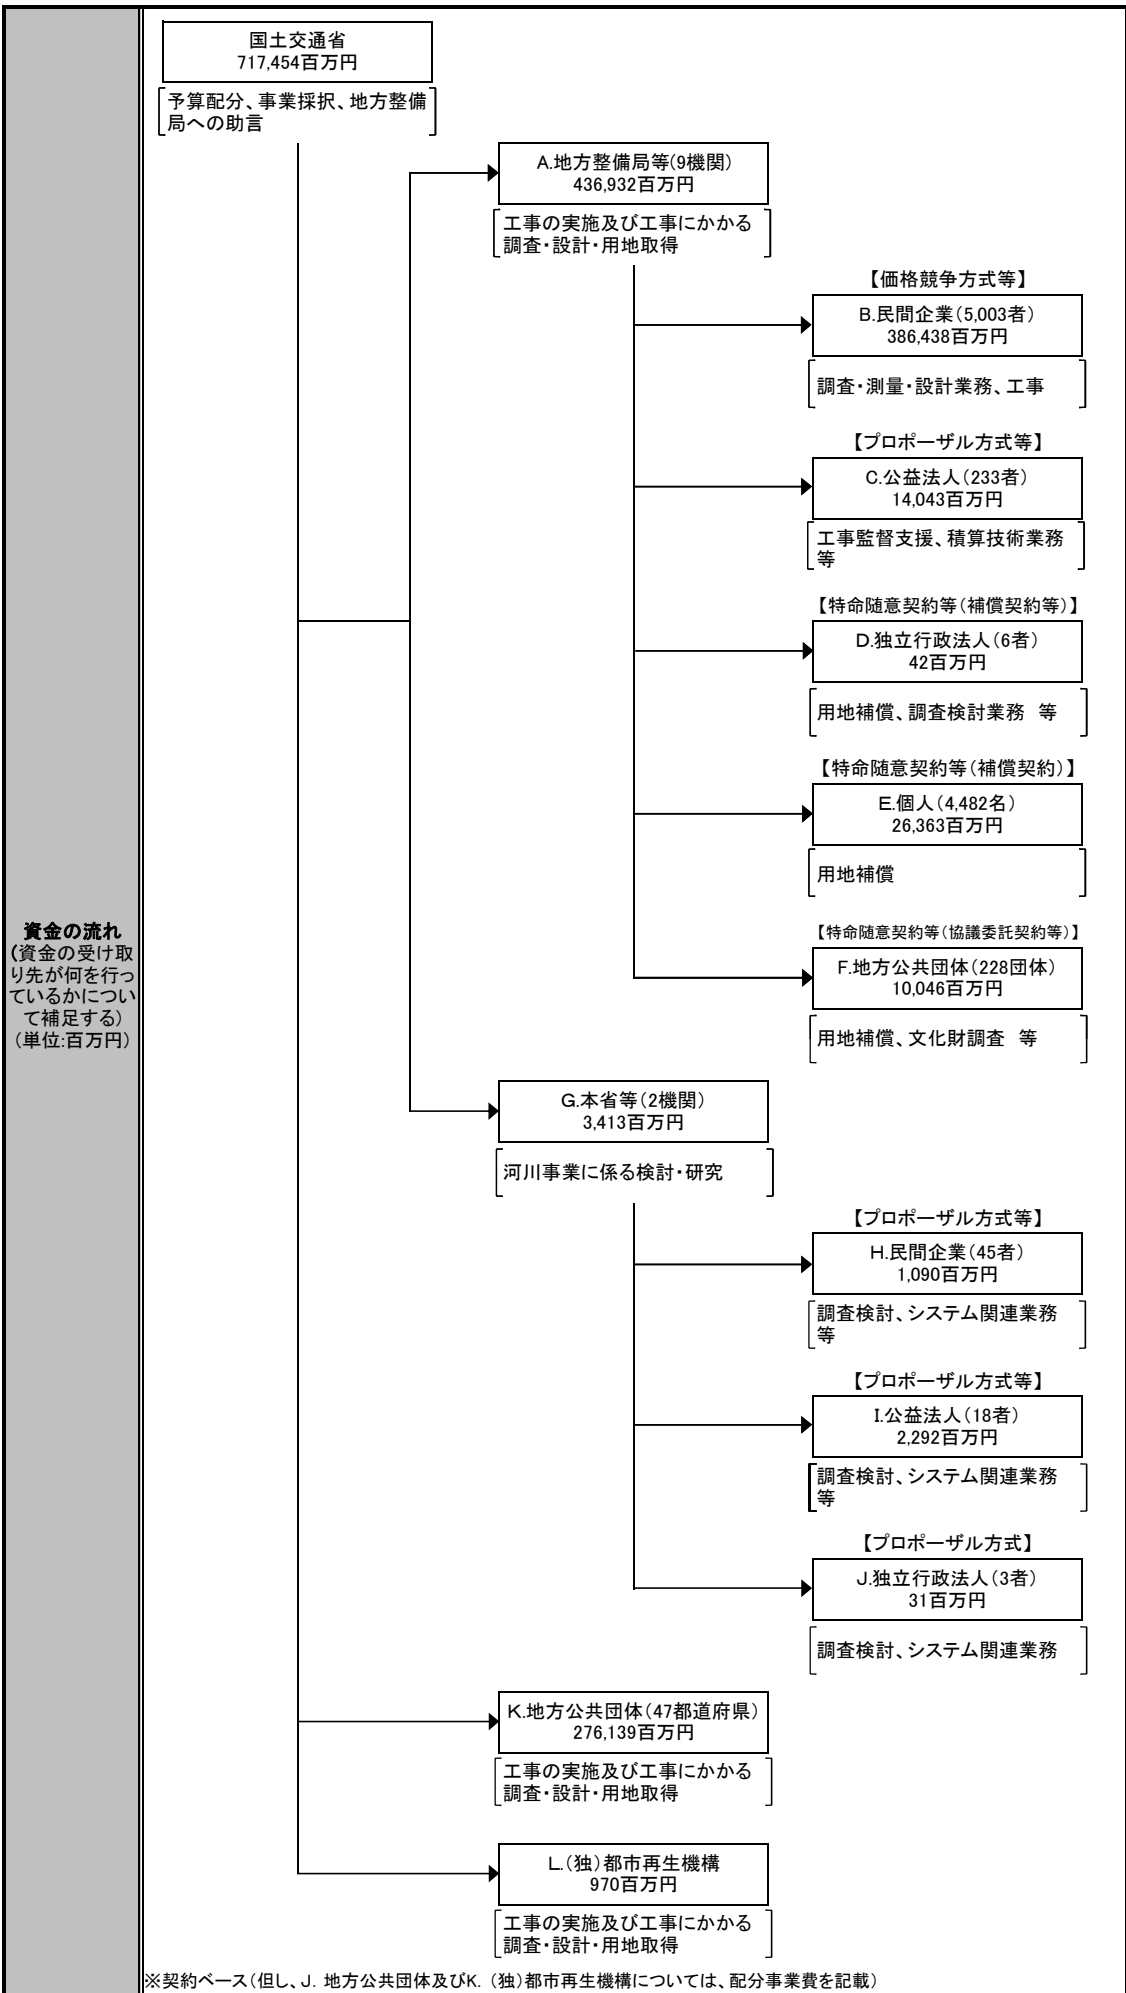 国土交通省
717,454百万円
予算配分、事業採択、地方整備
局への助言
A.地方整備局等(9機関)
436,932百万円
工事の実施及び工事にかかる
調査・設計・用地取得
【価格競争方式等】
B.民間企業(5,003者)
386,438百万円
調査・測量・設計業務、工事
【プロポーザル方式等】
C.公益法人(233者)
14,043百万円
工事監督支援、積算技術業務
等
【特命随意契約等(補償契約等)】
D.独立行政法人(6者)
42百万円
用地補償、調査検討業務 等
【特命随意契約等(補償契約)】
E.個人(4,482名)
26,363百万円
用地補償
【特命随意契約等(協議委託契約等)】
F.地方公共団体(228団体)
10,046百万円
用地補償、文化財調査 等
資金の流れ
(資金の受け取
り先が何を行っ
ているかについ
て補足する)
(単位:百万円)
G.本省等(2機関)
3,413百万円
河川事業に係る検討・研究
【プロポーザル方式等】
H.民間企業(45者)
1,090百万円
調査検討、システム関連業務
等
【プロポーザル方式等】
I.公益法人(18者)
2,292百万円
調査検討、システム関連業務
等
【プロポーザル方式】
J.独立行政法人(3者)
31百万円
調査検討、システム関連業務
K.地方公共団体(47都道府県)
276,139百万円
工事の実施及び工事にかかる
調査・設計・用地取得
L.(独)都市再生機構
970百万円
工事の実施及び工事にかかる
調査・設計・用地取得
※契約ベース(但し、J. 地方公共団体及びK. (独)都市再生機構については、配分事業費を記載)